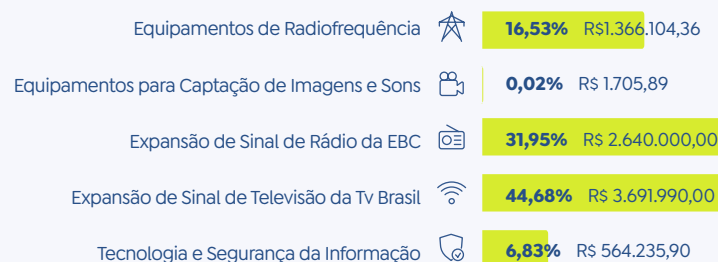 Equipamentos de Radiofrequência 16,53% R$1.366.104,36
Equipamentos para Captação de Imagens e Sons 0,02% R$ 1.705,89
Expansão de Sinal de Rádio da EBC 31,95% R$ 2.640.000,00
Expansão de Sinal de Televisão da Tv Brasil 44,68% R$ 3.691.990,00
Tecnologia e Segurança da Informação 6,83% R$ 564.235,90